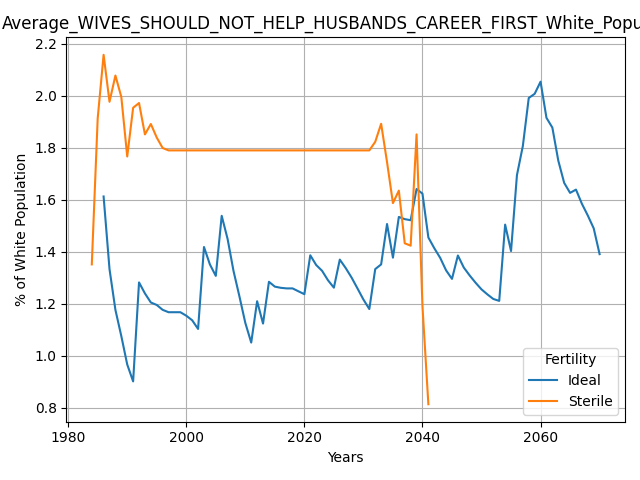 Average_WIVES_SHOULD_NOT_HELP_HUSBANDS_CAREER_FIRST_White_Popu
2.2
2.0
1.8
1.6
1.4
1.2
1.0
0.8
% of White Population
1980
2000
2020
2040
2060
Years
Fertility
Ideal
Sterile